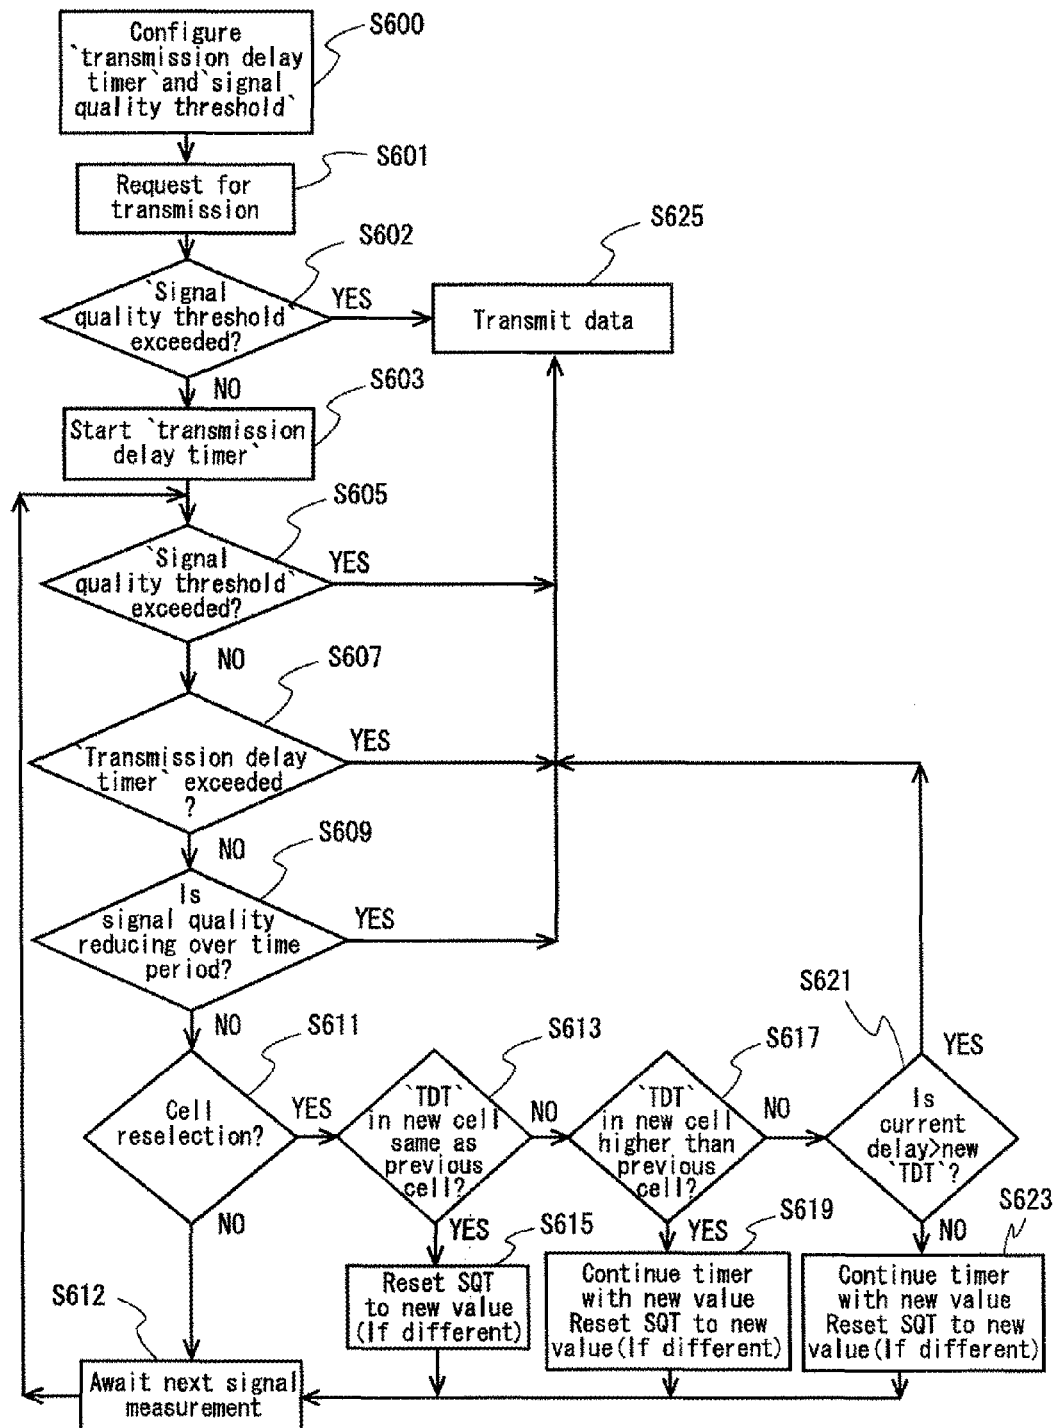 Configure
`transmission delay
timer`and`signal
quality threshold`
S600
S601
Request for
transmission
S602
`Signal
quality threshold`
exceeded?
YES
NO
S625
Transmit data
S603
Start `transmission
delay timer`
S605
`Signal
quality threshold`
exceeded?
YES
NO
S607
`Transmission delay
timer` exceeded
?
YES
NO
S609
Is
signal quality
reducing over time
period?
YES
NO
S611
Cell
reselection?
YES
NO
S613
`TDT`
in new cell
same as
previous
cell?
NO
YES
S617
`TDT`
in new cell
higher than
previous
cell?
NO
YES
S621
Is
current
delay>new
`TDT`?
YES
NO
S615
Reset SQT
to new value
(If different)
S619
Continue timer
with new value
Reset SQT to new
value(If different)
S623
Continue timer
with new value
Reset SQT to new
value(If different)
S612
Await next signal
measurement